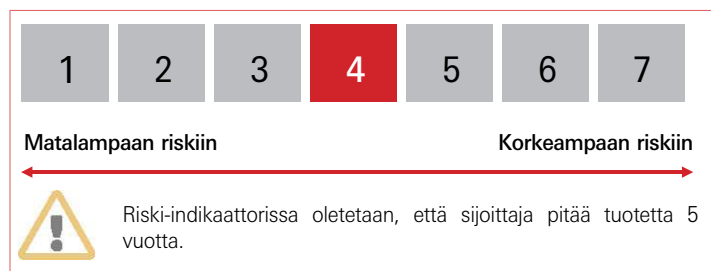 1 2 3 4 5 6 7
Matalampaan riskiin Korkeampaan riskiin
Riski-indikaattorissa oletetaan, että sijoittaja pitää tuotetta 5
vuotta.